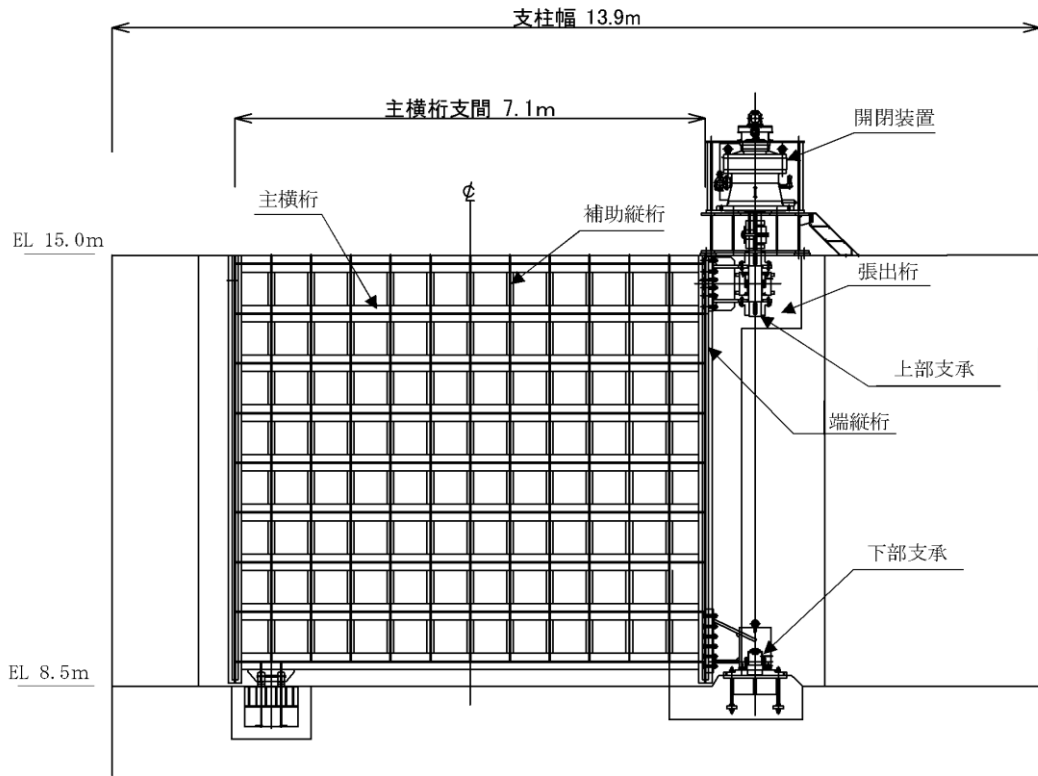 支柱幅 13.9m
主横桁支間 7.1m
開閉装置
℄
主横桁
補助縦桁
EL 15.0m
張出桁
上部支承
端縦桁
下部支承
EL 8.5m